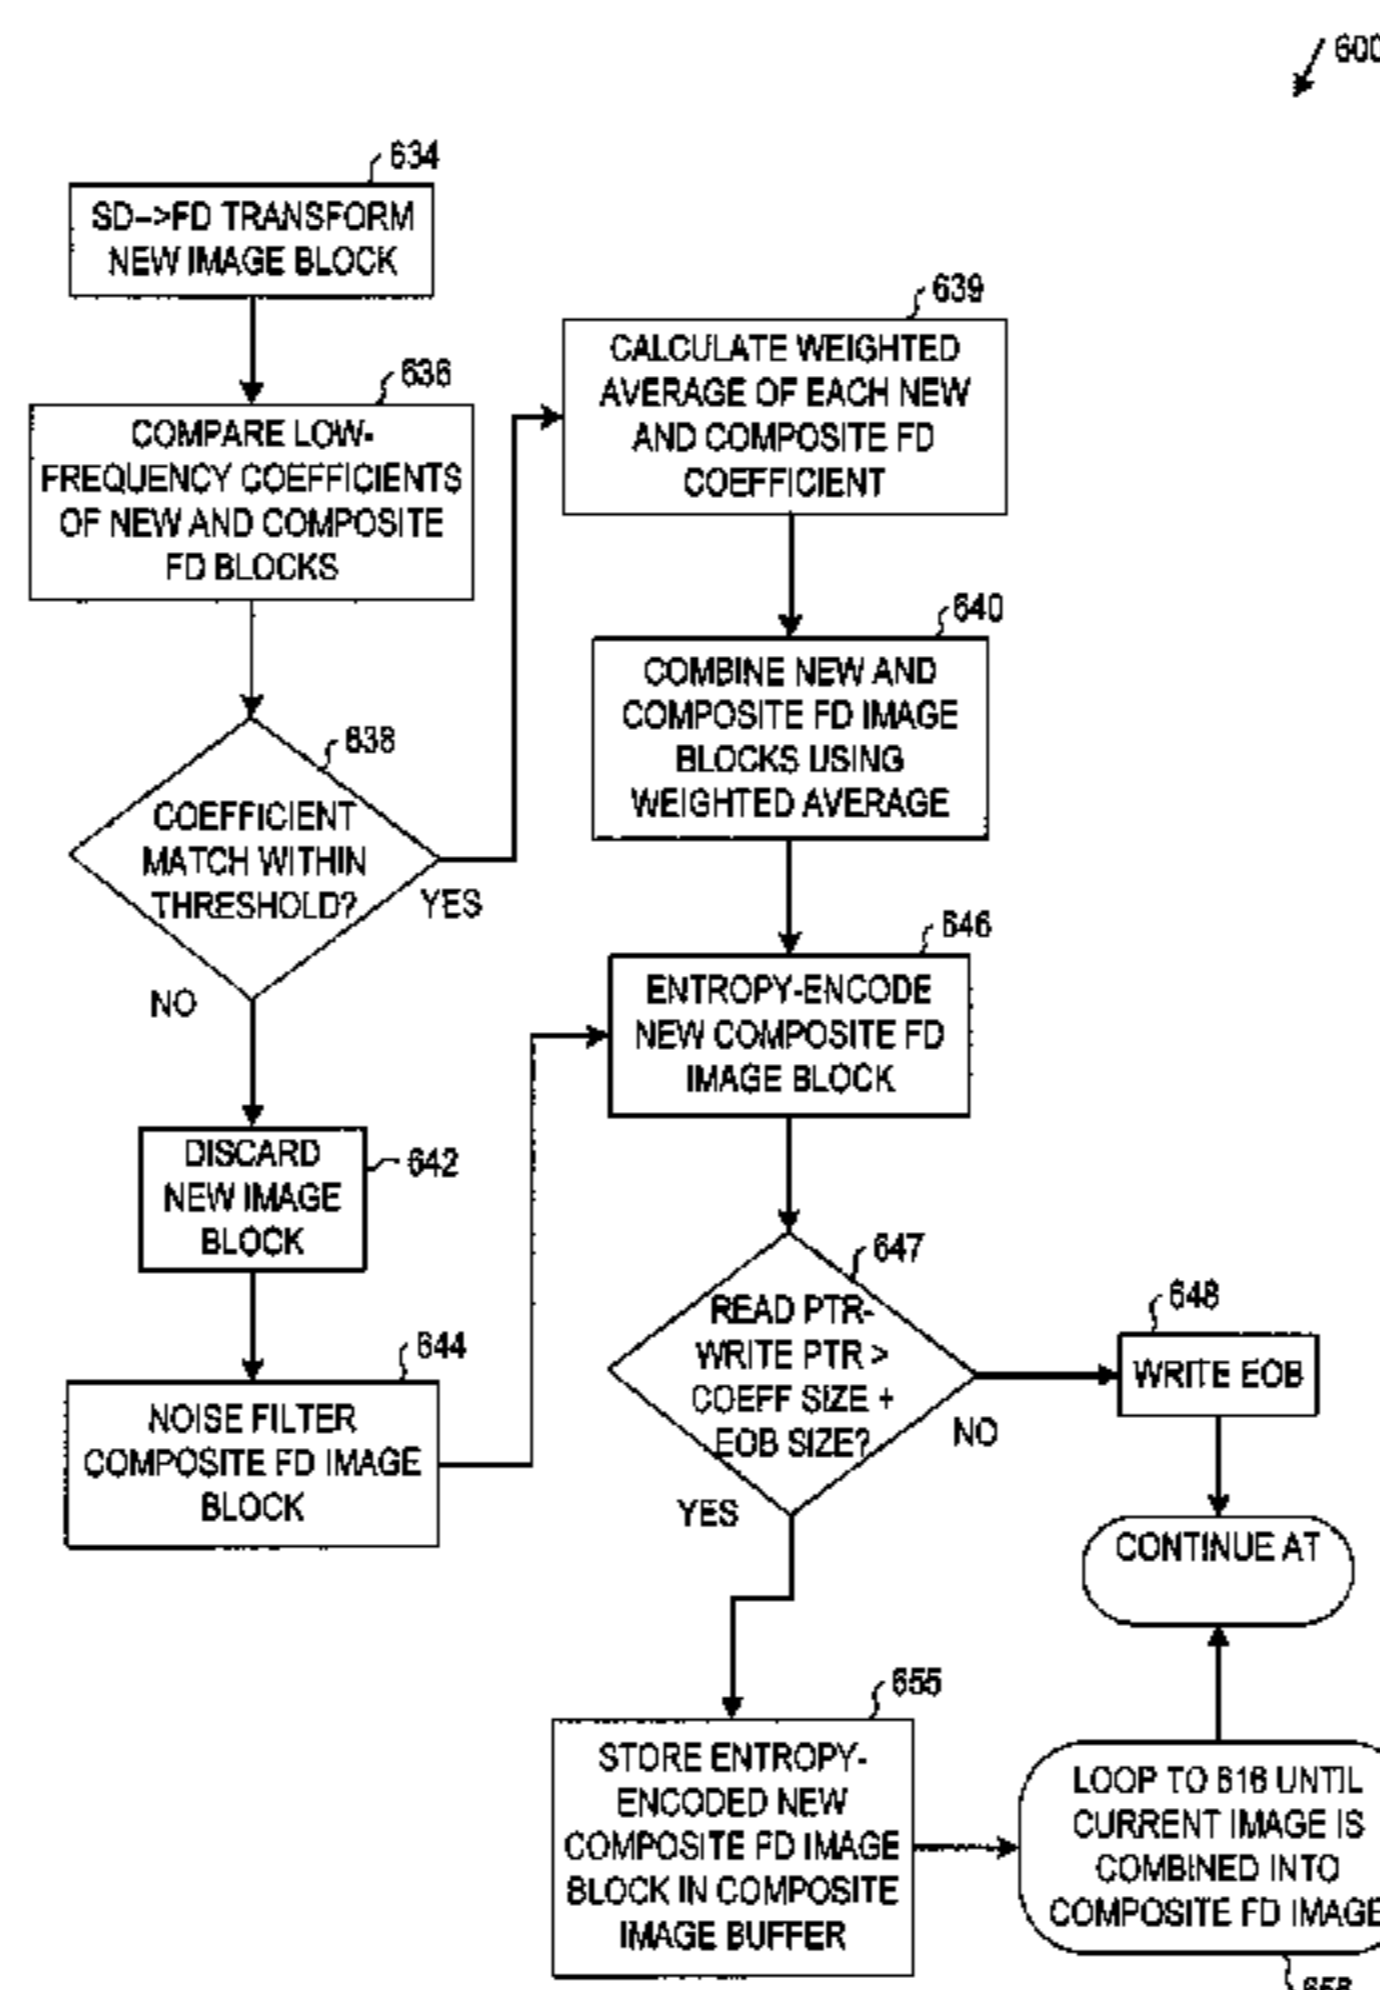 600
634
SD-->FD TRANSFORM
NEW IMAGE BLOCK
636
COMPARE LOW-
FREQUENCY COEFFICIENTS
OF NEW AND COMPOSITE
FD BLOCKS
638
COEFFICIENT
MATCH WITHIN
THRESHOLD?
YES
NO
642
DISCARD
NEW IMAGE
BLOCK
644
NOISE FILTER
COMPOSITE FD IMAGE
BLOCK
639
CALCULATE WEIGHTED
AVERAGE OF EACH NEW
AND COMPOSITE FD
COEFFICIENT
640
COMBINE NEW AND
COMPOSITE FD IMAGE
BLOCKS USING
WEIGHTED AVERAGE
646
ENTROPY-ENCODE
NEW COMPOSITE FD
IMAGE BLOCK
647
READ PTR-
WRITE PTR >
COEFF SIZE +
EOB SIZE?
NO
YES
648
WRITE EOB
CONTINUE AT
655
STORE ENTROPY-
ENCODED NEW
COMPOSITE FD IMAGE
BLOCK IN COMPOSITE
IMAGE BUFFER
LOOP TO 616 UNTIL
CURRENT IMAGE IS
COMBINED INTO
COMPOSITE FD IMAGE